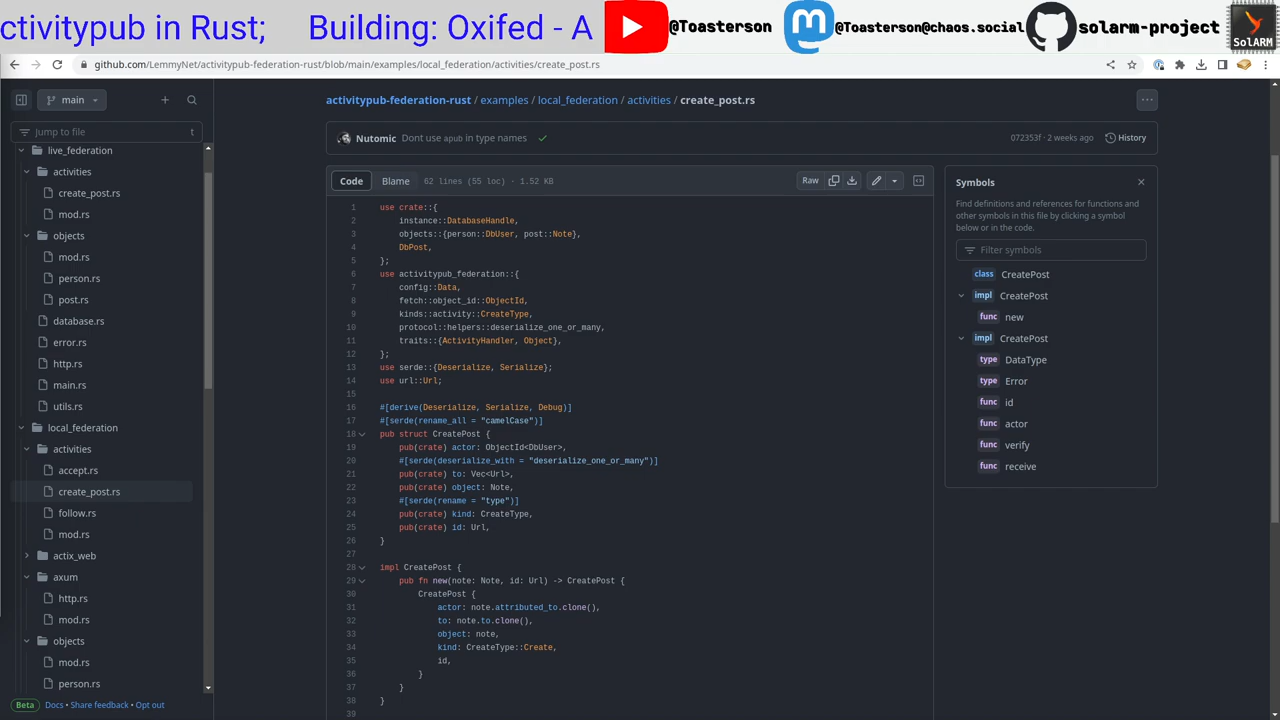 ctivitypub in Rust;    Building: Oxifed - A
@Toasterson
@Toasterson@chaos.social
solarm-project
SolARM
github.com/LemmyNet/activitypub-federation-rust/blob/main/examples/local_federation/activities/create_post.rs
main
Jump to file
t
live_federation
activities
create_post.rs
mod.rs
objects
mod.rs
person.rs
post.rs
database.rs
error.rs
http.rs
main.rs
utils.rs
local_federation
activities
accept.rs
create_post.rs
follow.rs
mod.rs
actix_web
axum
http.rs
mod.rs
objects
mod.rs
person.rs
Beta Docs • Share feedback • Opt out
activitypub-federation-rust / examples / local_federation / activities / create_post.rs
Nutomic Dont use apub in type names
072353f · 2 weeks ago History
Code Blame 62 lines (55 loc) · 1.52 KB Raw
1 use crate::{
2     instance::DatabaseHandle,
3     objects::{person::DbUser, post::Note},
4     DbPost,
5 };
6 use activitypub_federation::{
7     config::Data,
8     fetch::object_id::ObjectId,
9     kinds::activity::CreateType,
10     protocol::helpers::deserialize_one_or_many,
11     traits::{ActivityHandler, Object},
12 };
13 use serde::{Deserialize, Serialize};
14 use url::Url;
15
16 #[derive(Deserialize, Serialize, Debug)]
17 #[serde(rename_all = "camelCase")]
18 pub struct CreatePost {
19     pub(crate) actor: ObjectId<DbUser>,
20     #[serde(deserialize_with = "deserialize_one_or_many")]
21     pub(crate) to: Vec<Url>,
22     pub(crate) object: Note,
23     #[serde(rename = "type")]
24     pub(crate) kind: CreateType,
25     pub(crate) id: Url,
26 }
27
28 impl CreatePost {
29     pub fn new(note: Note, id: Url) -> CreatePost {
30         CreatePost {
31             actor: note.attributed_to.clone(),
32             to: note.to.clone(),
33             object: note,
34             kind: CreateType::Create,
35             id,
36         }
37     }
38 }
39
Symbols
Find definitions and references for functions and
other symbols in this file by clicking a symbol
below or in the code.
Filter symbols
class CreatePost
impl CreatePost
func new
impl CreatePost
type DataType
type Error
func id
func actor
func verify
func receive